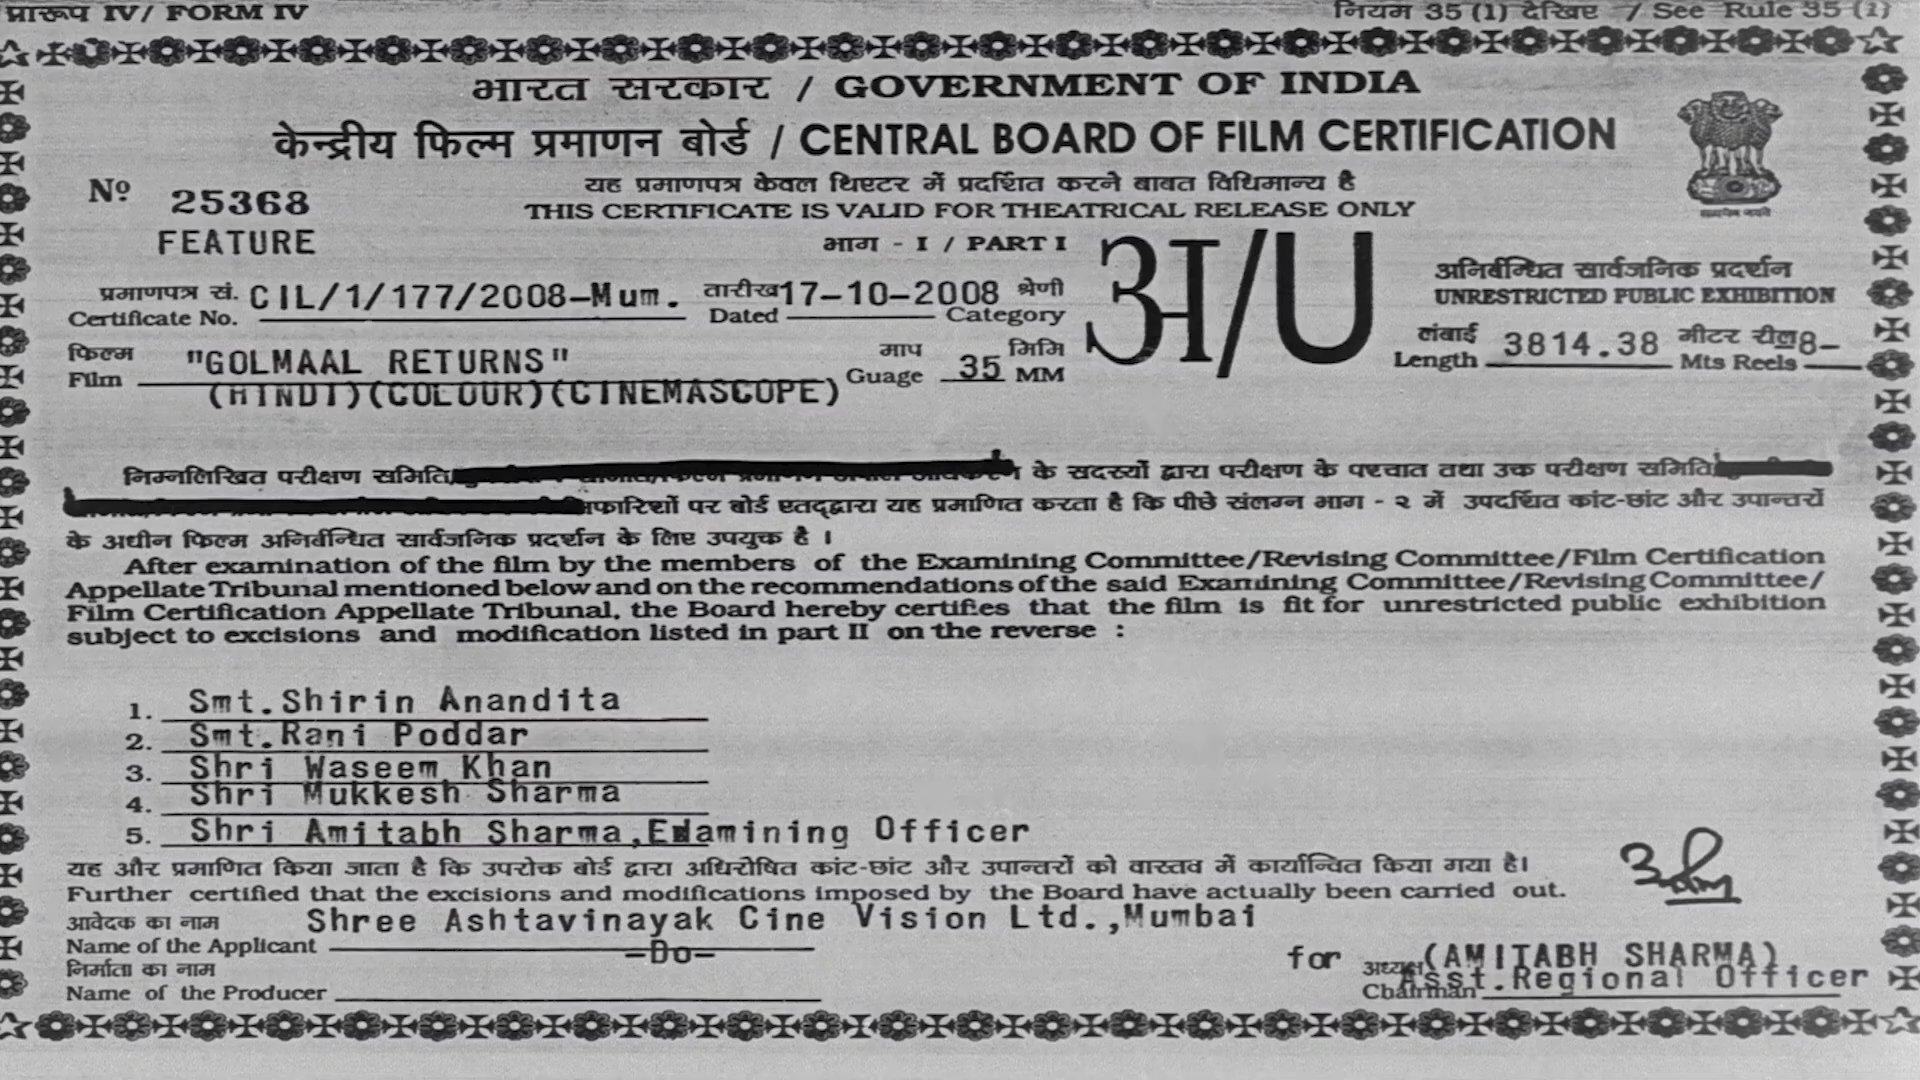 प्रारूप IV/ FORM IV
नियम 35 (1) देखिए / See Rule 35 (1)
भारत सरकार / GOVERNMENT OF INDIA
केन्द्रीय फिल्म प्रमाणन बोर्ड / CENTRAL BOARD OF FILM CERTIFICATION
Nº 25368
यह प्रमाणपत्र केवल थिएटर में प्रदर्शित करने बाबत विधिमान्य है
THIS CERTIFICATE IS VALID FOR THEATRICAL RELEASE ONLY
FEATURE
भाग - I / PART I
अ/U
अनिर्बन्धित सार्वजनिक प्रदर्शन
UNRESTRICTED PUBLIC EXHIBITION
प्रमाणपत्र सं. CIL/1/177/2008-Mum. तारीख 17-10-2008 श्रेणी
Certificate No. Dated Category
लंबाई 3814.38 मीटर रील 8-
Length Mts Reels
फिल्म "GOLMAAL RETURNS" माप 35 मिमि
Film Guage MM
(HINDI)(COLOUR)(CINEMASCOPE)
निम्नलिखित परीक्षण समिति के सदस्यों द्वारा परीक्षण के पश्चात तथा उक्त परीक्षण समिति
फारिशों पर बोर्ड एतद्द्वारा यह प्रमाणित करता है कि पीछे संलग्न भाग - २ में उपदर्शित कांट-छांट और उपान्तरों
के अधीन फिल्म अनिर्बन्धित सार्वजनिक प्रदर्शन के लिए उपयुक्त है ।
After examination of the film by the members of the Examining Committee/Revising Committee/Film Certification
Appellate Tribunal mentioned below and on the recommendations of the said Examining Committee/Revising Committee/
Film Certification Appellate Tribunal, the Board hereby certifies that the film is fit for unrestricted public exhibition
subject to excisions and modification listed in part II on the reverse :
1. Smt.Shirin Anandita
2. Smt.Rani Poddar
3. Shri Waseem Khan
4. Shri Mukkesh Sharma
5. Shri Amitabh Sharma,Examining Officer
यह और प्रमाणित किया जाता है कि उपरोक्त बोर्ड द्वारा अधिरोषित कांट-छांट और उपान्तरों को वास्तव में कार्यान्वित किया गया है।
Further certified that the excisions and modifications imposed by the Board have actually been carried out.
आवेदक का नाम Shree Ashtavinayak Cine Vision Ltd.,Mumbai
Name of the Applicant
-Do-
निर्माता का नाम
Name of the Producer
for (AMITABH SHARMA)
अध्यक्ष Asst.Regional Officer
Chairman